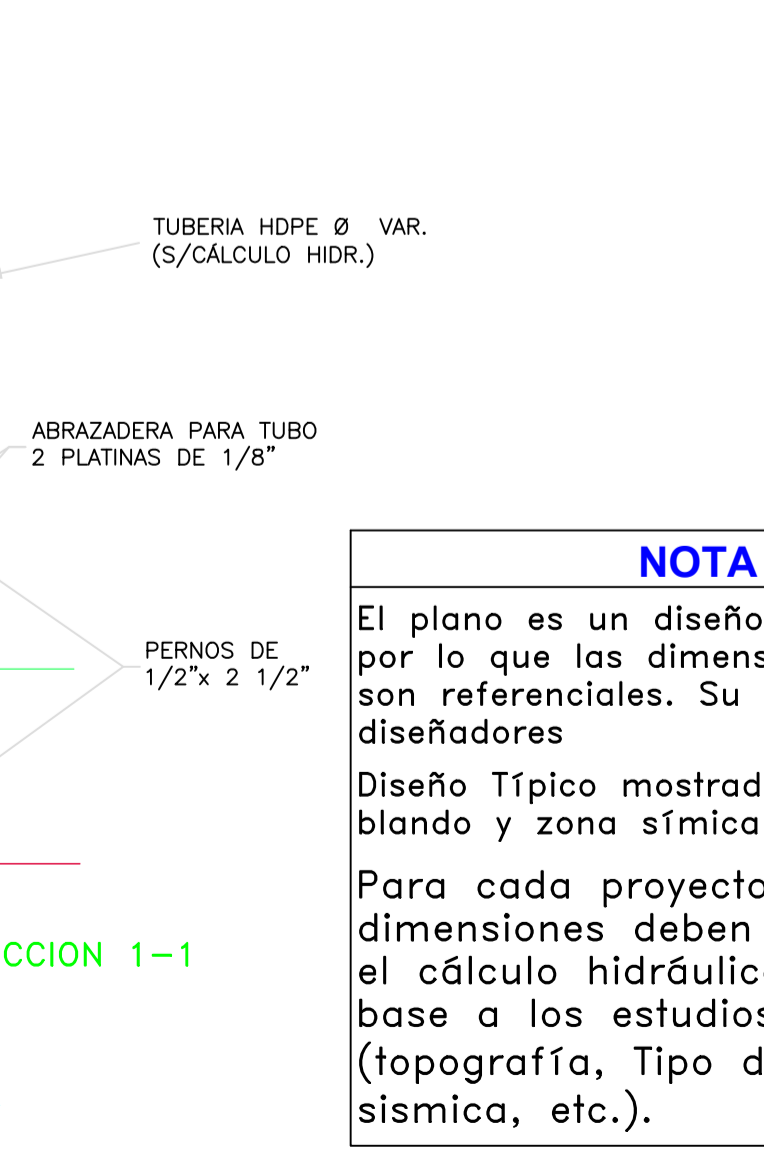 TUBERIA HDPE Ø VAR.
(S/CÁLCULO HIDR.)
ABRAZADERA PARA TUBO
2 PLATINAS DE 1/8"
PERNOS DE
1/2"x 2 1/2"
CCION 1-1
NOTA
El plano es un diseño
por lo que las dimens
son referenciales. Su
diseñadores
Diseño Típico mostrad
blando y zona símica
Para cada proyecto
dimensiones deben
el cálculo hidráulic
base a los estudios
(topografía, Tipo d
sismica, etc.).